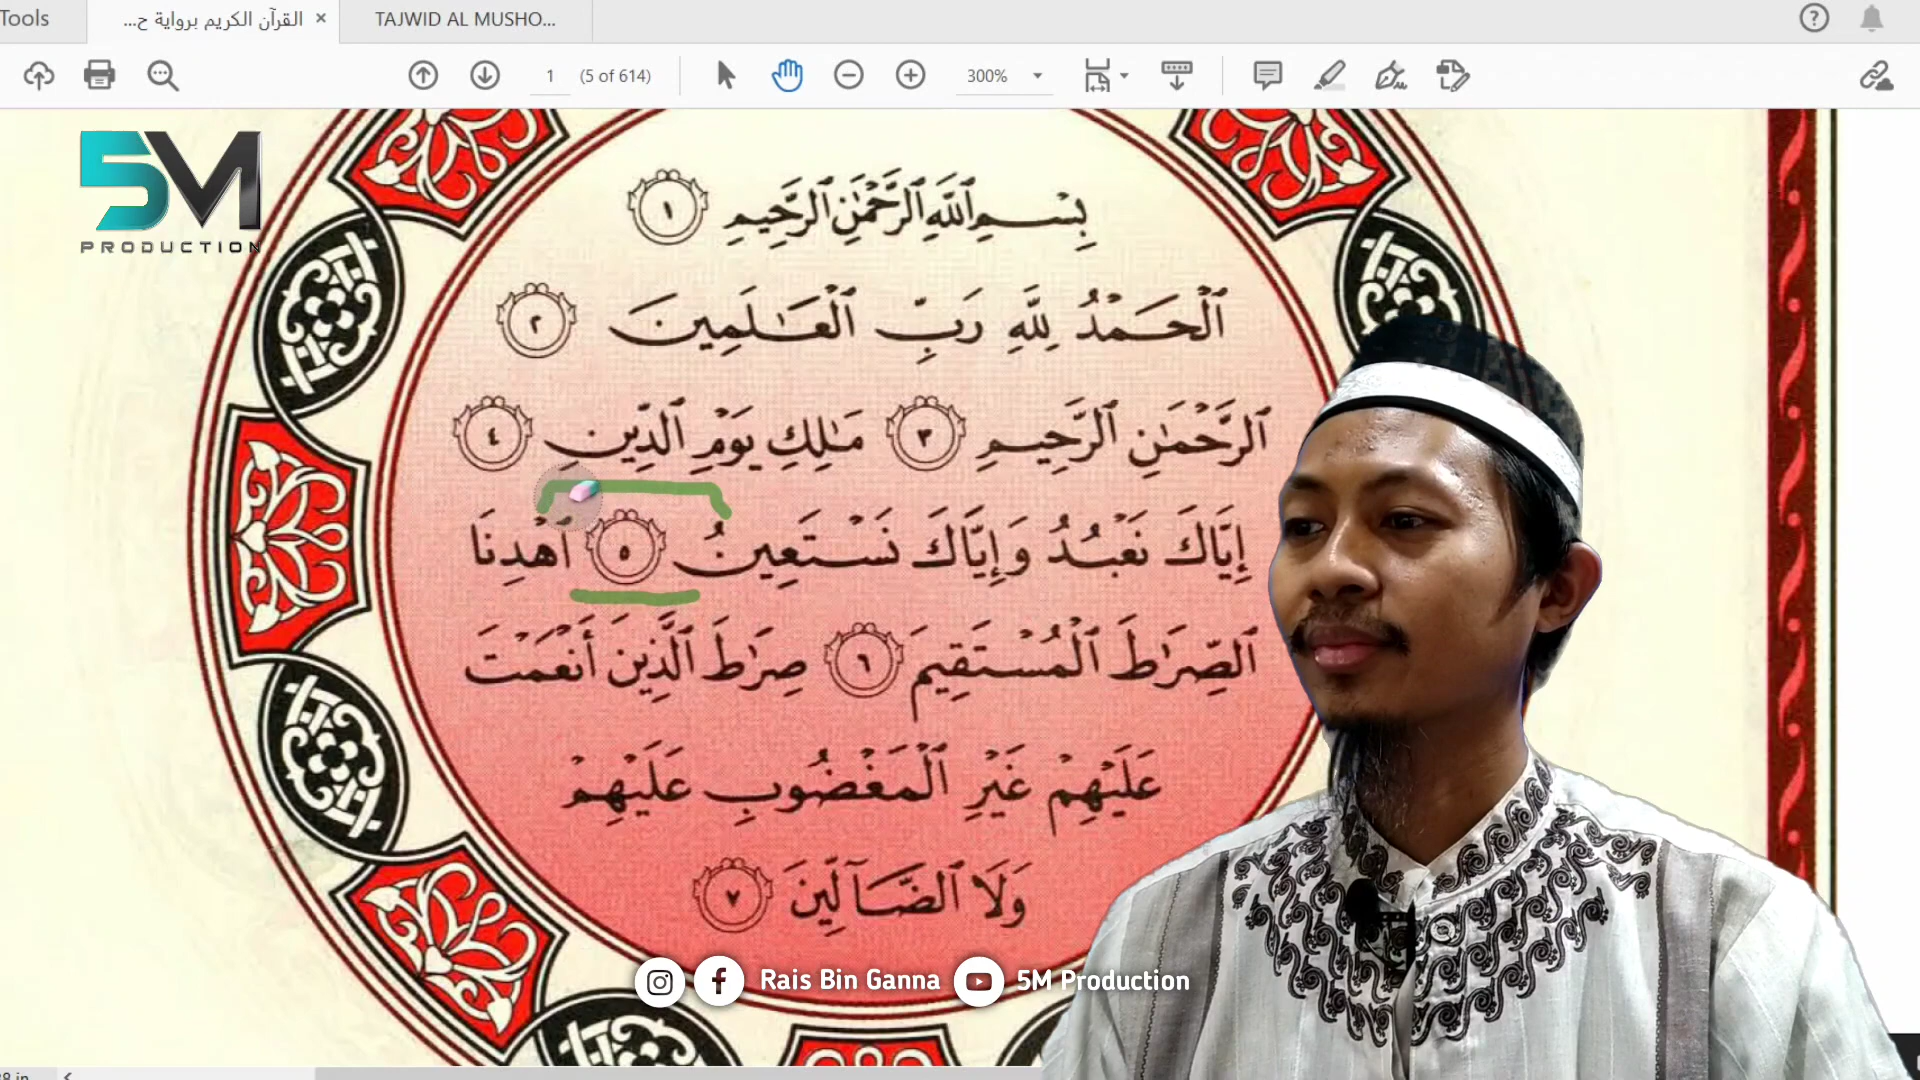 Tools
القرآن الكريم برواية ح...
TAJWID AL MUSHO...
1 (5 of 614)
300%
5M
PRODUCTION
بِسْمِ ٱللَّهِ ٱلرَّحْمَٰنِ ٱلرَّحِيمِ ١
ٱلْحَمْدُ لِلَّهِ رَبِّ ٱلْعَٰلَمِينَ ٢
ٱلرَّحْمَٰنِ ٱلرَّحِيمِ ٣ مَٰلِكِ يَوْمِ ٱلدِّينِ ٤
إِيَّاكَ نَعْبُدُ وَإِيَّاكَ نَسْتَعِينُ ٥ ٱهْدِنَا
ٱلصِّرَٰطَ ٱلْمُسْتَقِيمَ ٦ صِرَٰطَ ٱلَّذِينَ أَنْعَمْتَ
عَلَيْهِمْ غَيْرِ ٱلْمَغْضُوبِ عَلَيْهِمْ
وَلَا ٱلضَّآلِّينَ ٧
Rais Bin Ganna 5M Production